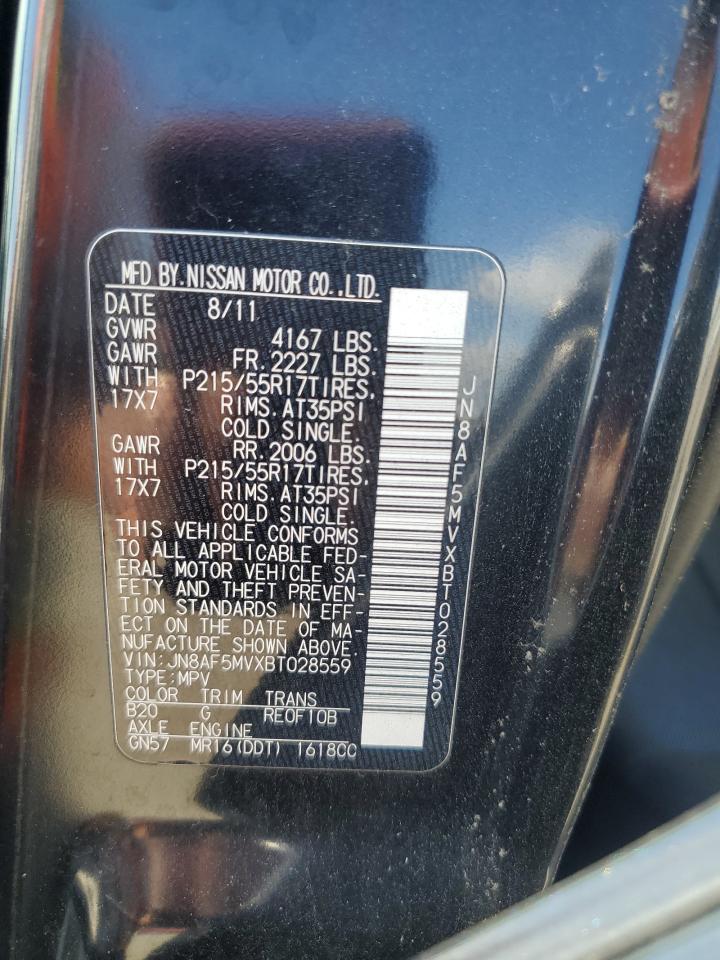 MFD BY.NISSAN MOTOR CO.,LTD.
DATE 8/11
GVWR 4167 LBS.
GAWR FR.2227 LBS.
WITH P215/55R17TIRES,
17X7 RIMS.AT35PSI
COLD SINGLE.
GAWR RR.2006 LBS.
WITH P215/55R17TIRES,
17X7 RIMS.AT35PSI
COLD SINGLE.
THIS VEHICLE CONFORMS
TO ALL APPLICABLE FED-
ERAL MOTOR VEHICLE SA-
FETY AND THEFT PREVEN-
TION STANDARDS IN EFF-
ECT ON THE DATE OF MA-
NUFACTURE SHOWN ABOVE.
VIN:JN8AF5MVXBT028559
TYPE:MPV
COLOR TRIM TRANS
B20 G RE0F10B
AXLE ENGINE
GN57 MR16(DDT) 1618CC
JN8AF5MVXBT028559